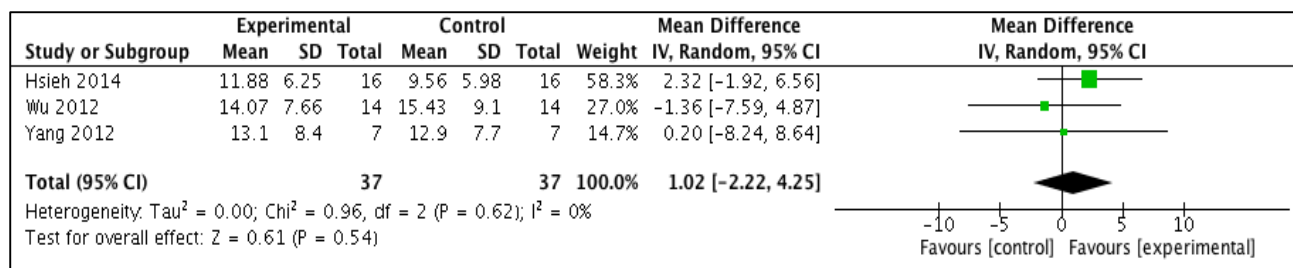 Experimental Control Mean Difference Mean Difference
Study or Subgroup Mean SD Total Mean SD Total Weight IV, Random, 95% CI IV, Random, 95% CI
Hsieh 2014 11.88 6.25 16 9.56 5.98 16 58.3% 2.32 [-1.92, 6.56]
Wu 2012 14.07 7.66 14 15.43 9.1 14 27.0% -1.36 [-7.59, 4.87]
Yang 2012 13.1 8.4 7 12.9 7.7 7 14.7% 0.20 [-8.24, 8.64]
Total (95% CI) 37 37 100.0% 1.02 [-2.22, 4.25]
Heterogeneity: Tau² = 0.00; Chi² = 0.96, df = 2 (P = 0.62); I² = 0%
Test for overall effect: Z = 0.61 (P = 0.54)
-10 -5 0 5 10
Favours [control] Favours [experimental]